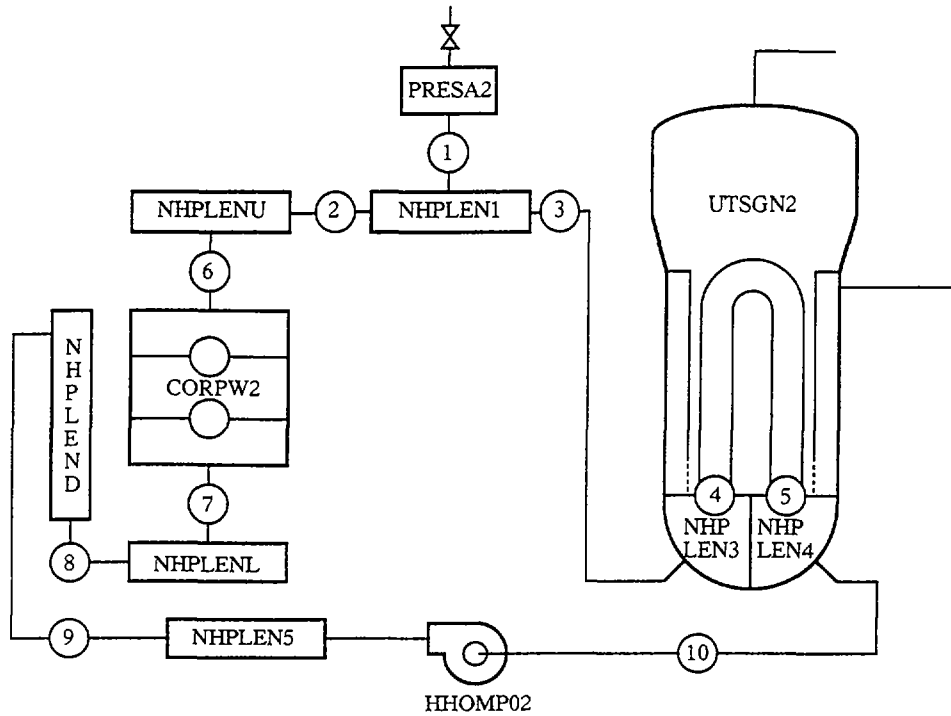 PRESA2
1
NHPLENU
2
NHPLEN1
3
UTSGN2
6
NHPLEND
CORPW2
7
4
5
NHP
LEN3
NHP
LEN4
8
NHPLENL
9
NHPLEN5
10
HHOMP02